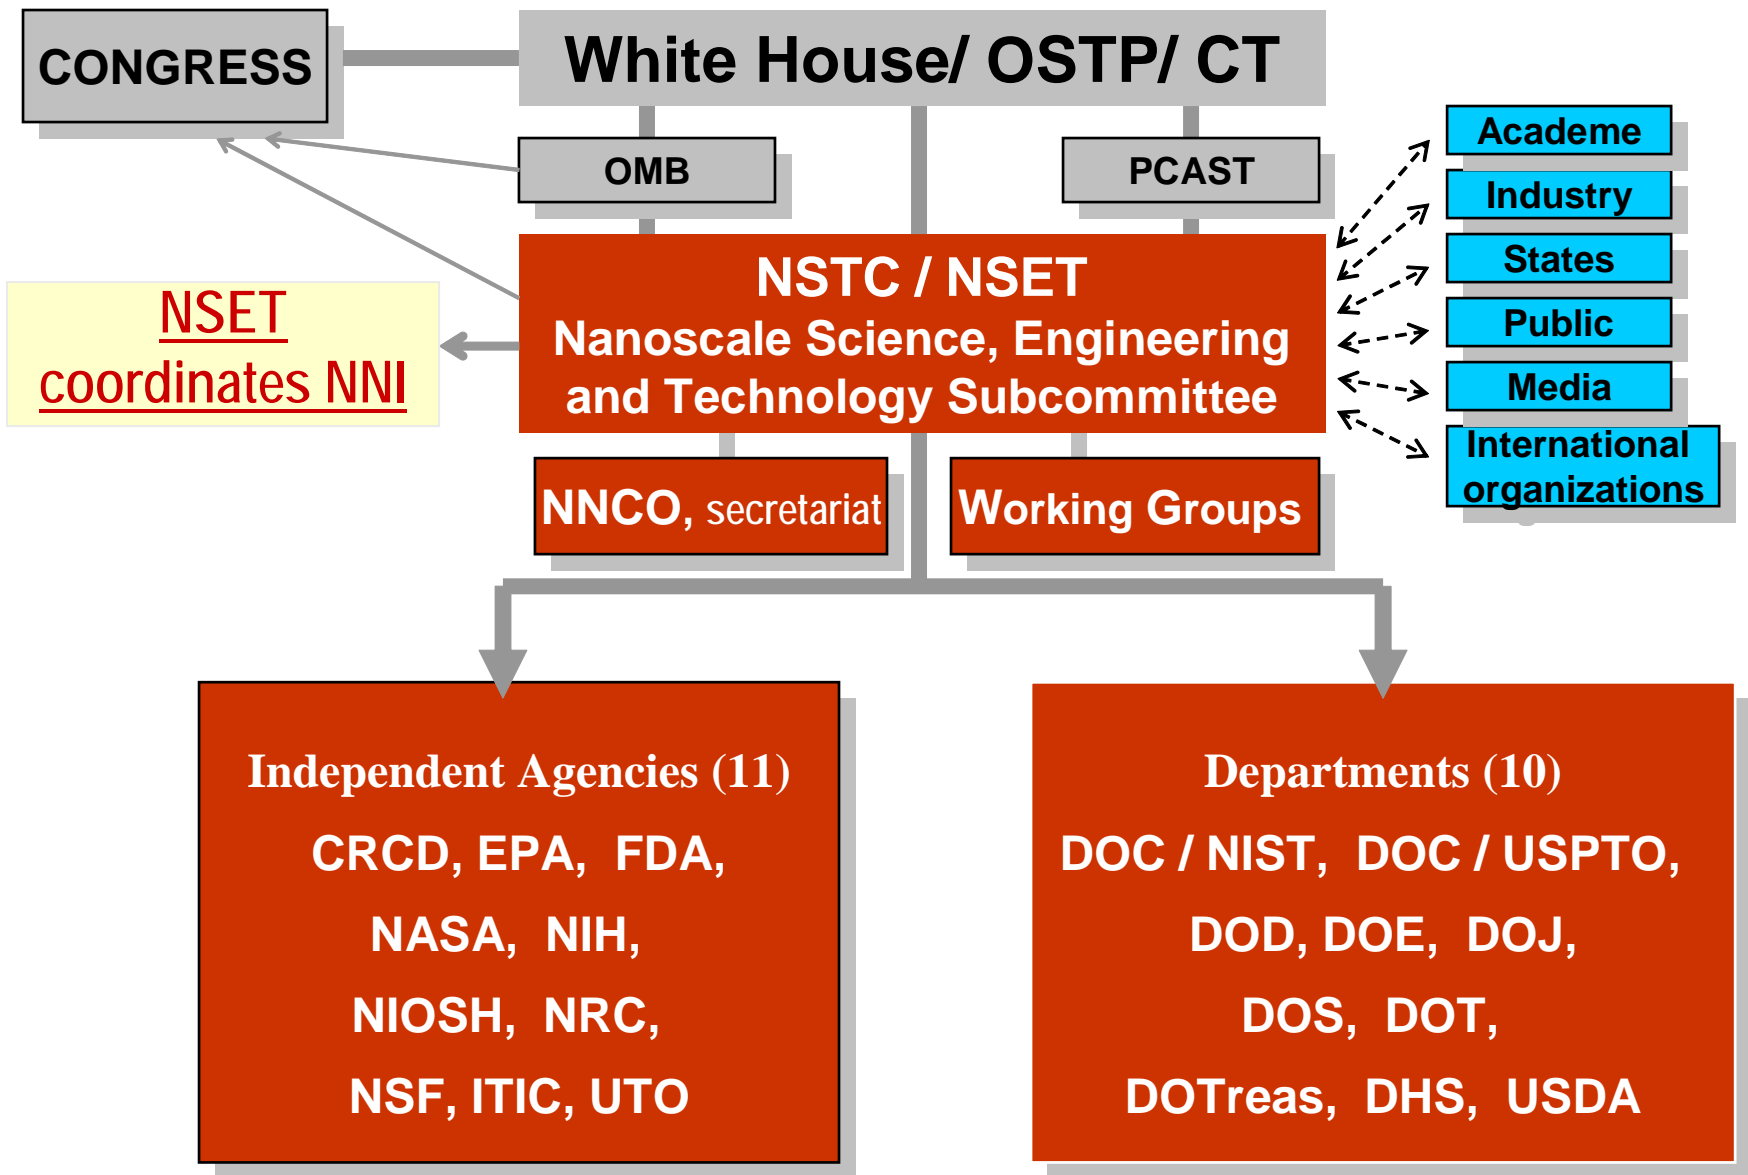 CONGRESS
White House/ OSTP/ CT
OMB
PCAST
Academe
Industry
States
Public
Media
International
organizations
NSTC / NSET
Nanoscale Science, Engineering
and Technology Subcommittee
NSET
coordinates NNI
NNCO, secretariat
Working Groups
Independent Agencies (11)
CRCD, EPA, FDA,
NASA, NIH,
NIOSH, NRC,
NSF, ITIC, UTO
Departments (10)
DOC / NIST, DOC / USPTO,
DOD, DOE, DOJ,
DOS, DOT,
DOTreas, DHS, USDA